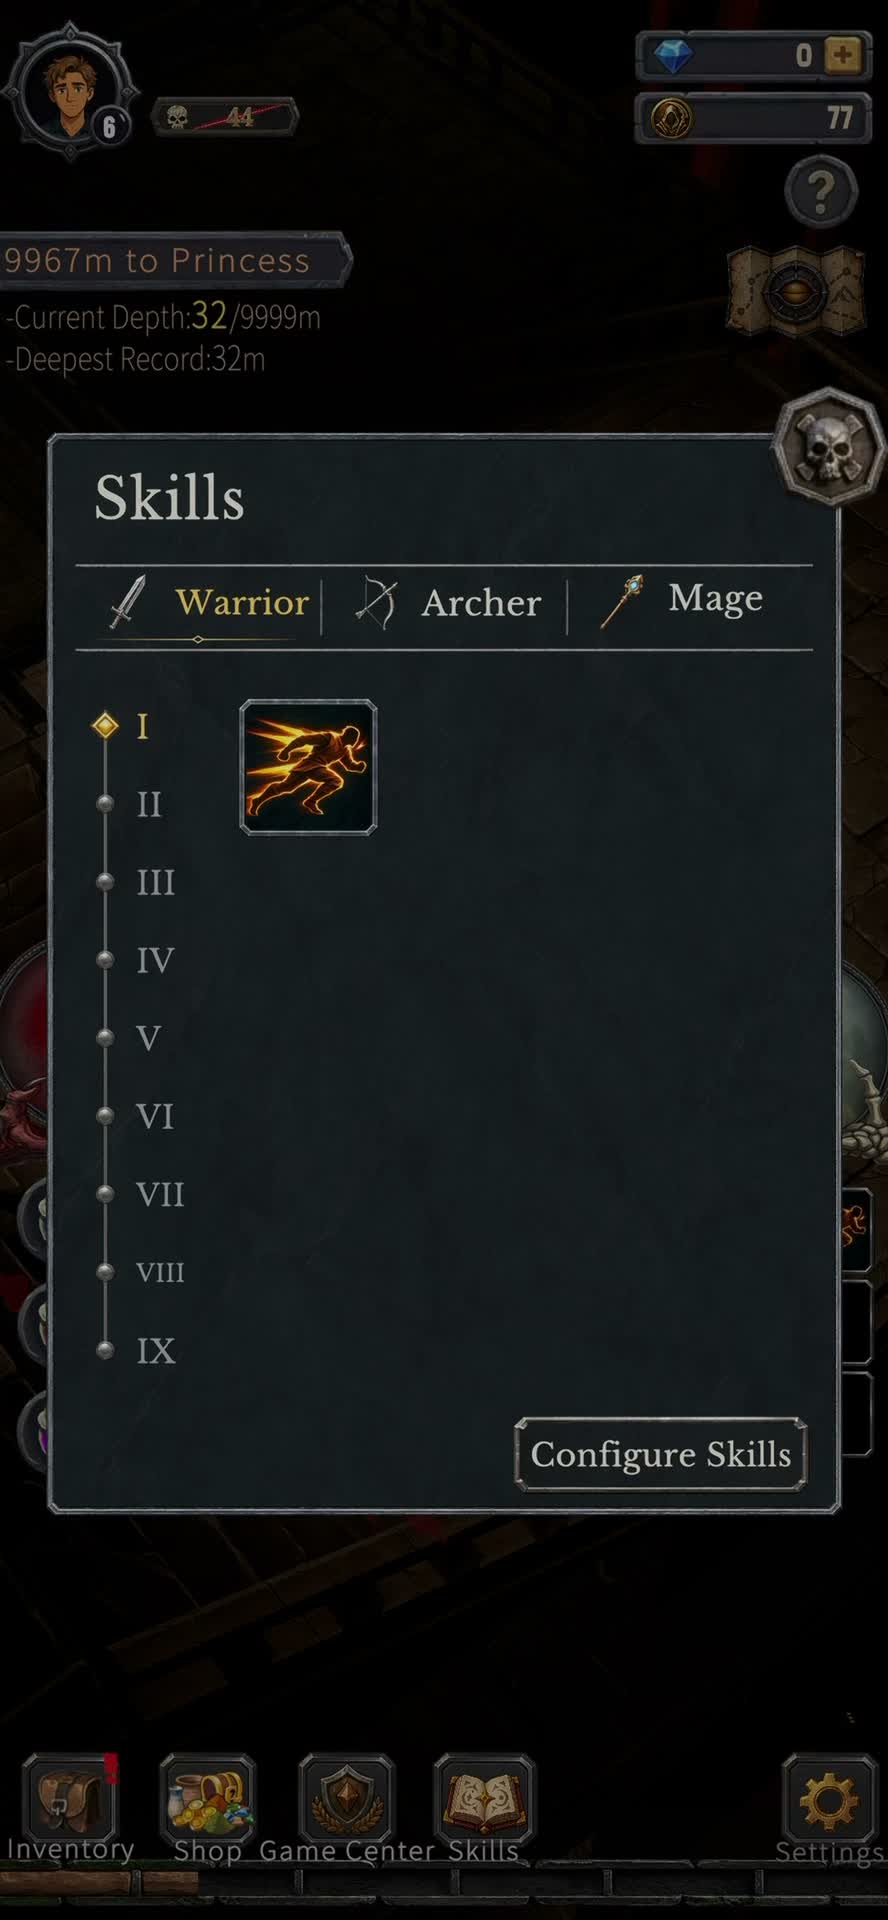 0
6
44
77
9967m to Princess
-Current Depth:32/9999m
-Deepest Record:32m
Skills
Warrior
Archer
Mage
I
II
III
IV
V
VI
VII
VIII
IX
Configure Skills
Inventory
Shop
Game Center
Skills
Settings